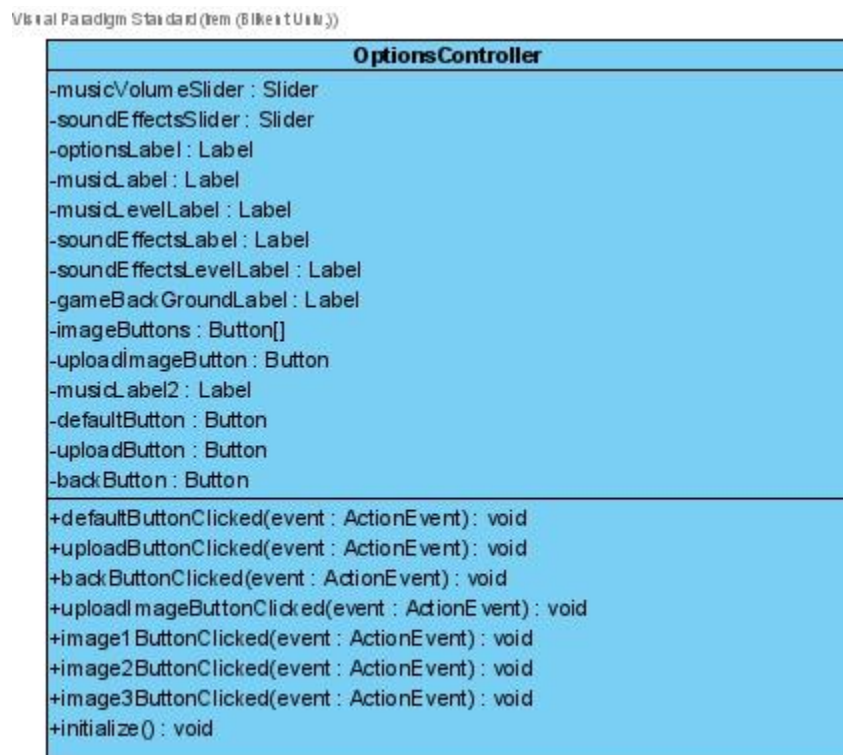 Visual Paradigm Standard (Irem (Bilkent Univ.))
OptionsController
-musicVolumeSlider : Slider
-soundEffectsSlider : Slider
-optionsLabel : Label
-musicLabel : Label
-musicLevelLabel : Label
-soundEffectsLabel : Label
-soundEffectsLevelLabel : Label
-gameBackGroundLabel : Label
-imageButtons : Button[]
-uploadİmageButton : Button
-musicLabel2 : Label
-defaultButton : Button
-uploadButton : Button
-backButton : Button
+defaultButtonClicked(event : ActionEvent) : void
+uploadButtonClicked(event : ActionEvent) : void
+backButtonClicked(event : ActionEvent) : void
+uploadImageButtonClicked(event : ActionEvent) : void
+image1ButtonClicked(event : ActionEvent) : void
+image2ButtonClicked(event : ActionEvent) : void
+image3ButtonClicked(event : ActionEvent) : void
+initialize() : void